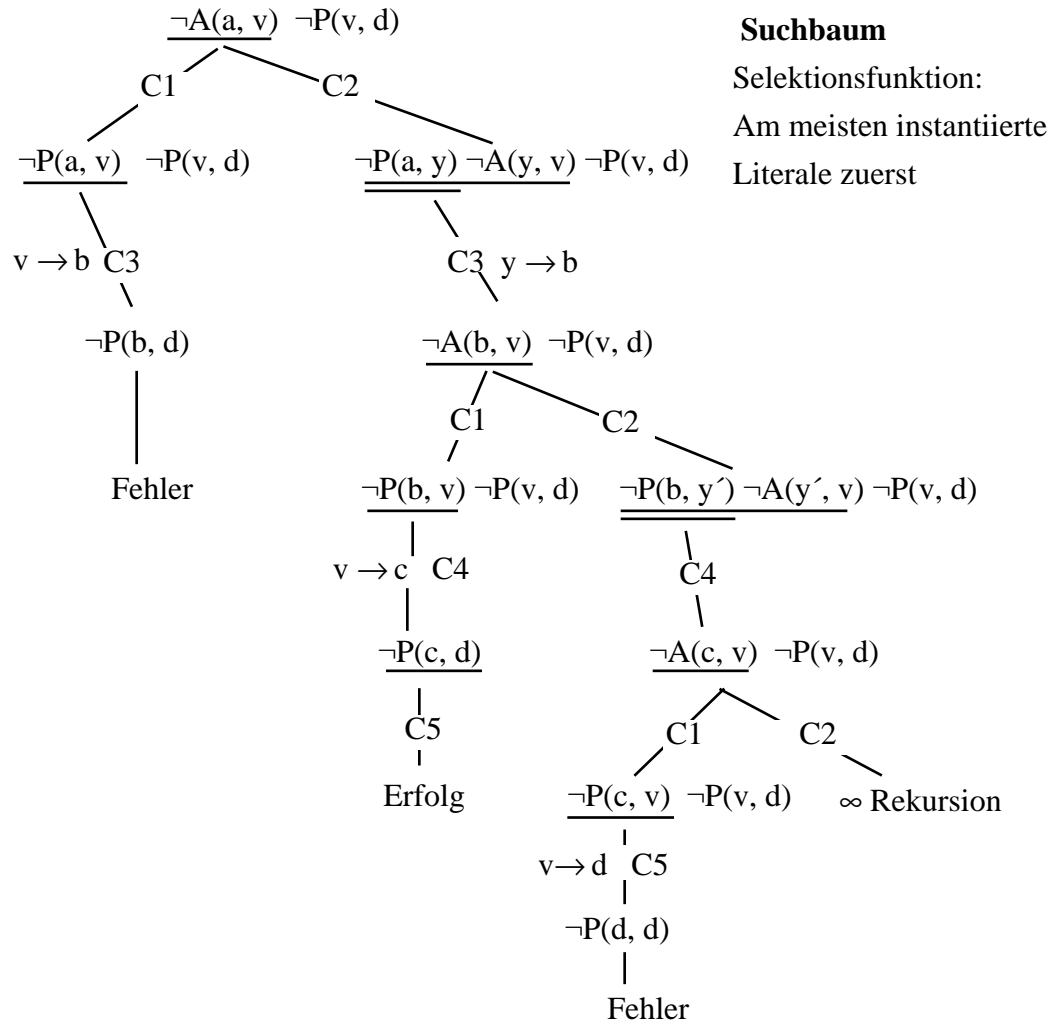 ¬A(a, v) ¬P(v, d)
Suchbaum
Selektionsfunktion:
Am meisten instantiierte
Literale zuerst
C1 C2
¬P(a, v) ¬P(v, d) ¬P(a, y) ¬A(y, v) ¬P(v, d)
v → b C3 C3 y → b
¬P(b, d) ¬A(b, v) ¬P(v, d)
C1 C2
Fehler ¬P(b, v) ¬P(v, d) ¬P(b, y´) ¬A(y´, v) ¬P(v, d)
v → c C4 C4
¬P(c, d) ¬A(c, v) ¬P(v, d)
C5 C1 C2
Erfolg ¬P(c, v) ¬P(v, d) ∞ Rekursion
v → d C5
¬P(d, d)
Fehler